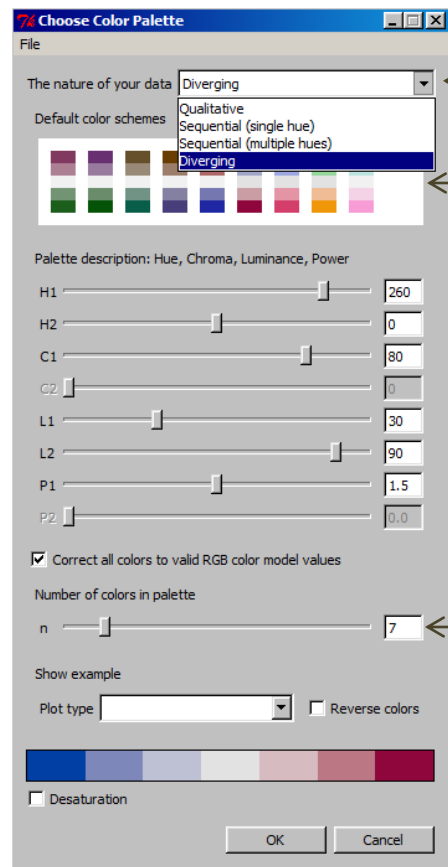 Choose Color Palette
File
The nature of your data Diverging
Qualitative
Sequential (single hue)
Sequential (multiple hues)
Diverging
Default color schemes
Palette description: Hue, Chroma, Luminance, Power
H1 260
H2 0
C1 80
C2 0
L1 30
L2 90
P1 1.5
P2 0.0
Correct all colors to valid RGB color model values
Number of colors in palette
n 7
Show example
Plot type Reverse colors
Desaturation
OK Cancel